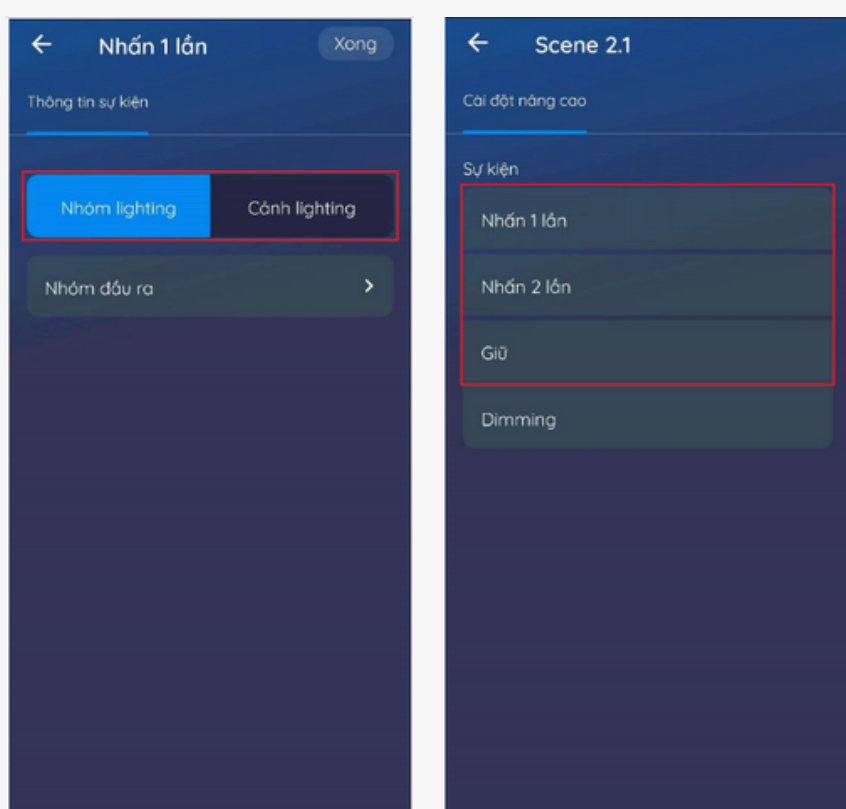 Nhấn 1 lần
Xong
Thông tin sự kiện
Nhóm lighting
Cảnh lighting
Nhóm đầu ra
Scene 2.1
Cài đặt nâng cao
Sự kiện
Nhấn 1 lần
Nhấn 2 lần
Giữ
Dimming